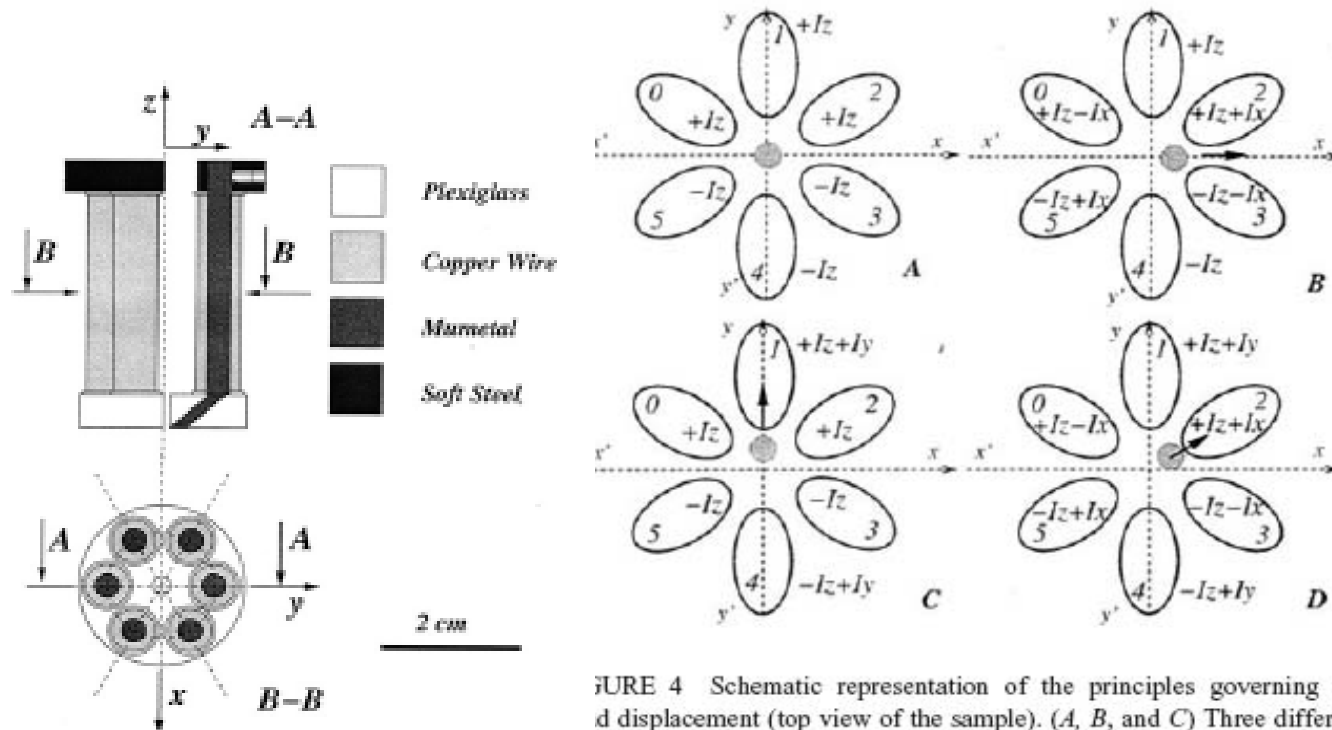 z
A–A
y
Plexiglass
B
B
Copper Wire
Mumetal
Soft Steel
A
A
y
2 cm
x
B–B
y
1
+Iz
0
2
+Iz
+Iz
x'
x
-Iz
-Iz
5
3
4
-Iz
y'
A
y
1
+Iz
0
2
+Iz-Ix
+Iz+Ix
x'
x
-Iz+Ix
-Iz-Ix
5
3
4
-Iz
y'
B
y
1
+Iz+Iy
0
2
+Iz
+Iz
x'
x
-Iz
-Iz
5
3
4
-Iz+Iy
y'
C
y
1
+Iz+Iy
0
2
+Iz-Ix
+Iz+Ix
x'
x
-Iz+Ix
-Iz-Ix
5
3
4
-Iz+Iy
y'
D
GURE 4 Schematic representation of the principles governing
d displacement (top view of the sample). (A, B, and C) Three differ